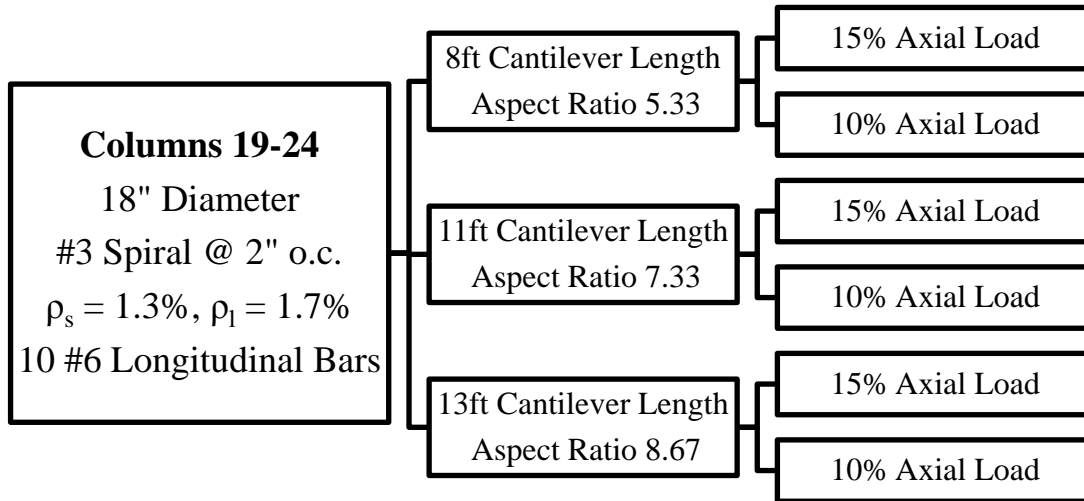 Columns 19-24
18" Diameter
#3 Spiral @ 2" o.c.
ρs = 1.3%, ρl = 1.7%
10 #6 Longitudinal Bars
8ft Cantilever Length
Aspect Ratio 5.33
15% Axial Load
10% Axial Load
11ft Cantilever Length
Aspect Ratio 7.33
15% Axial Load
10% Axial Load
13ft Cantilever Length
Aspect Ratio 8.67
15% Axial Load
10% Axial Load